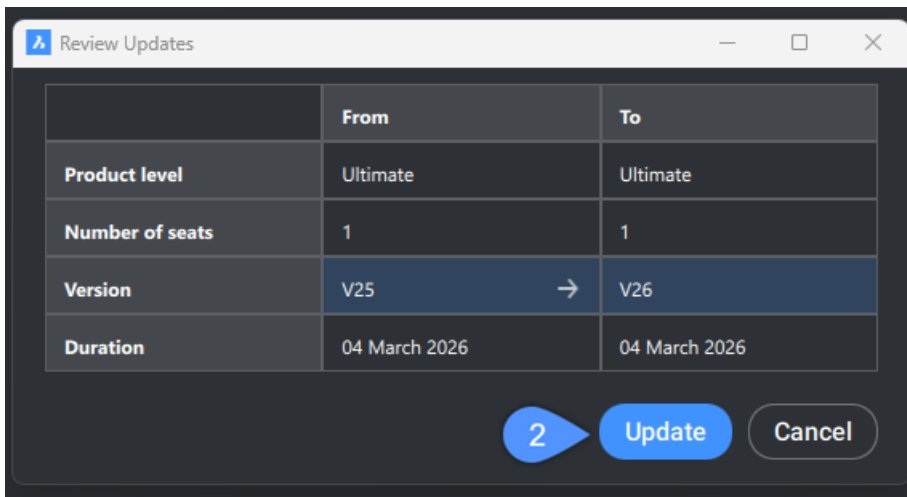 Review Updates
From To
Product level Ultimate Ultimate
Number of seats 1 1
Version V25 → V26
Duration 04 March 2026 04 March 2026
2 Update Cancel